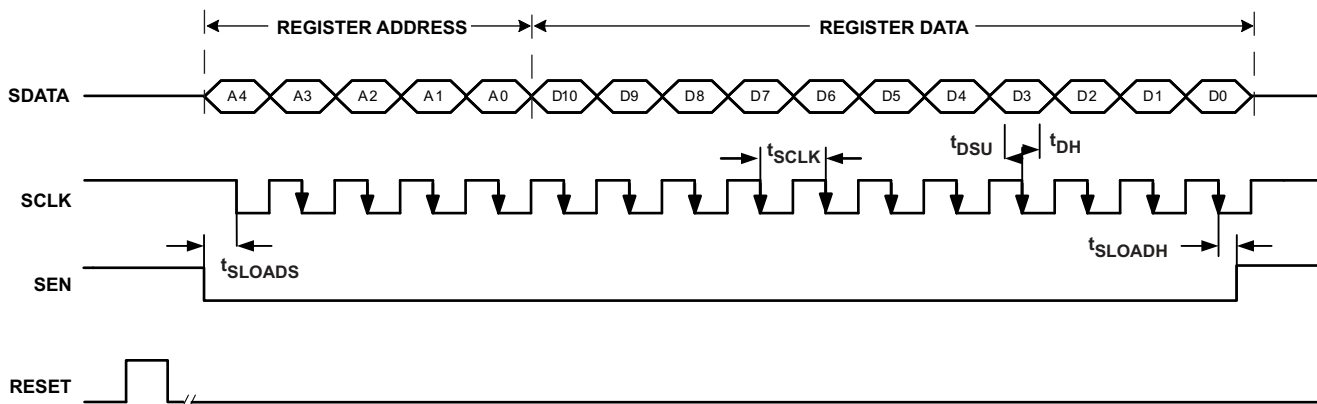 REGISTER ADDRESS REGISTER DATA
SDATA A4 A3 A2 A1 A0 D10 D9 D8 D7 D6 D5 D4 D3 D2 D1 D0
tSCLK tDSU tDH
SCLK
tSLOADS tSLOADH
SEN
RESET